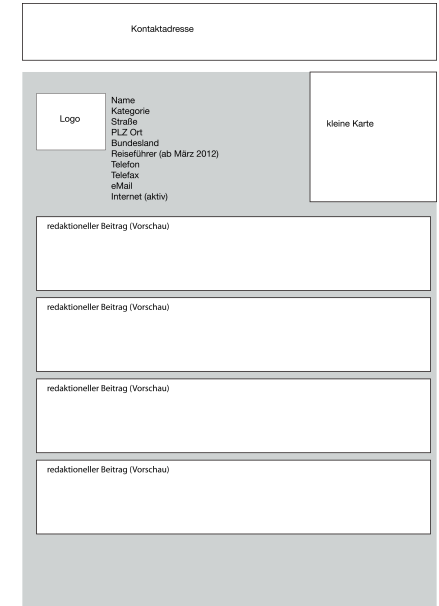 Kontaktadresse
Logo
Name
Kategorie
Straße
PLZ Ort
Bundesland
Reiseführer (ab März 2012)
Telefon
Telefax
eMail
Internet (aktiv)
kleine Karte
redaktioneller Beitrag (Vorschau)
redaktioneller Beitrag (Vorschau)
redaktioneller Beitrag (Vorschau)
redaktioneller Beitrag (Vorschau)